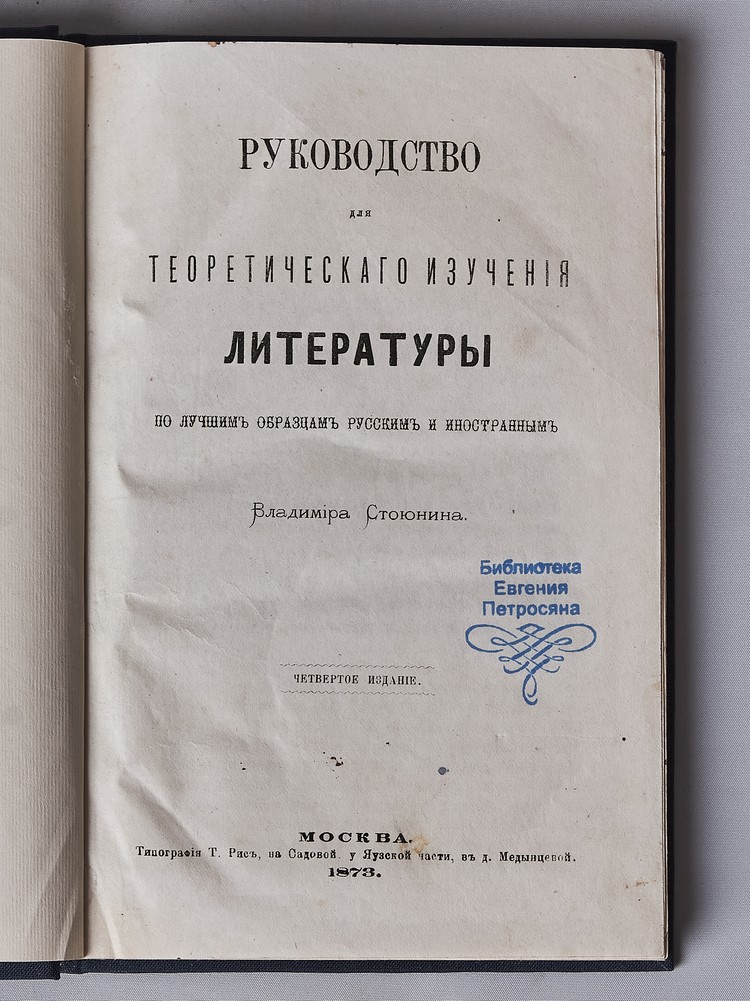 РУКОВОДСТВО
для
ТЕОРЕТИЧЕСКАГО ИЗУЧЕНІЯ
ЛИТЕРАТУРЫ
ПО ЛУЧШИМЪ ОБРАЗЦАМЪ РУССКИМЪ И ИНОСТРАННЫМЪ
Владиміра Стоюнина.
Библиотека
Евгения
Петросяна
ЧЕТВЕРТОЕ ИЗДАНІЕ.
МОСКВА.
Типографія Т. Рисъ, на Садовой у Яузской части, въ д. Медынцевой.
1873.